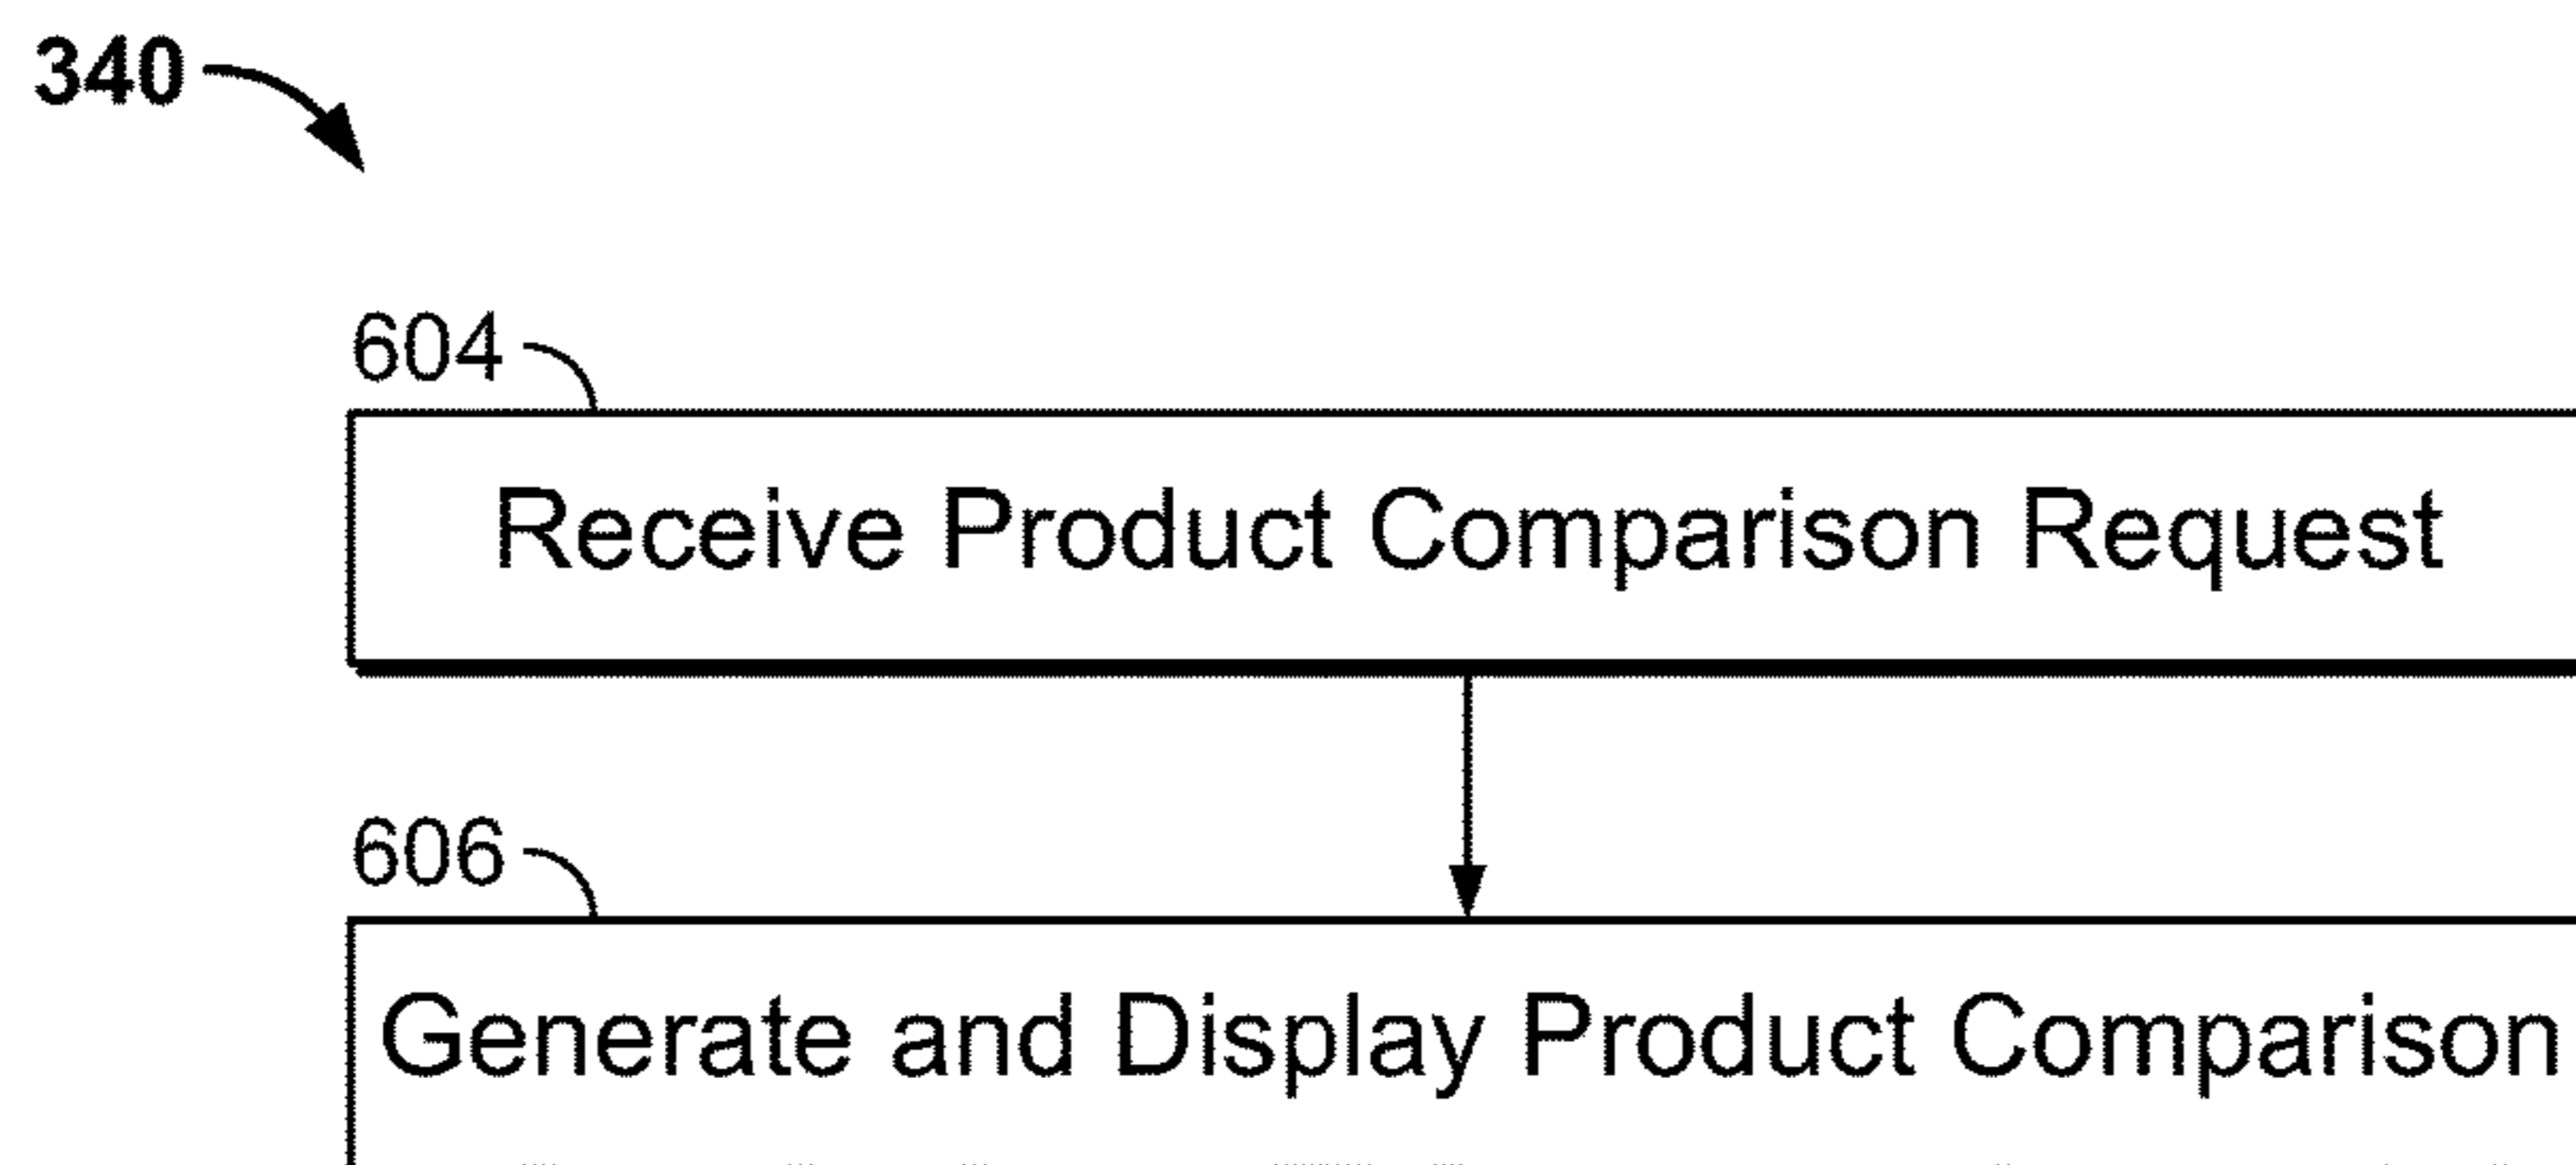 340
604
Receive Product Comparison Request
606
Generate and Display Product Comparison